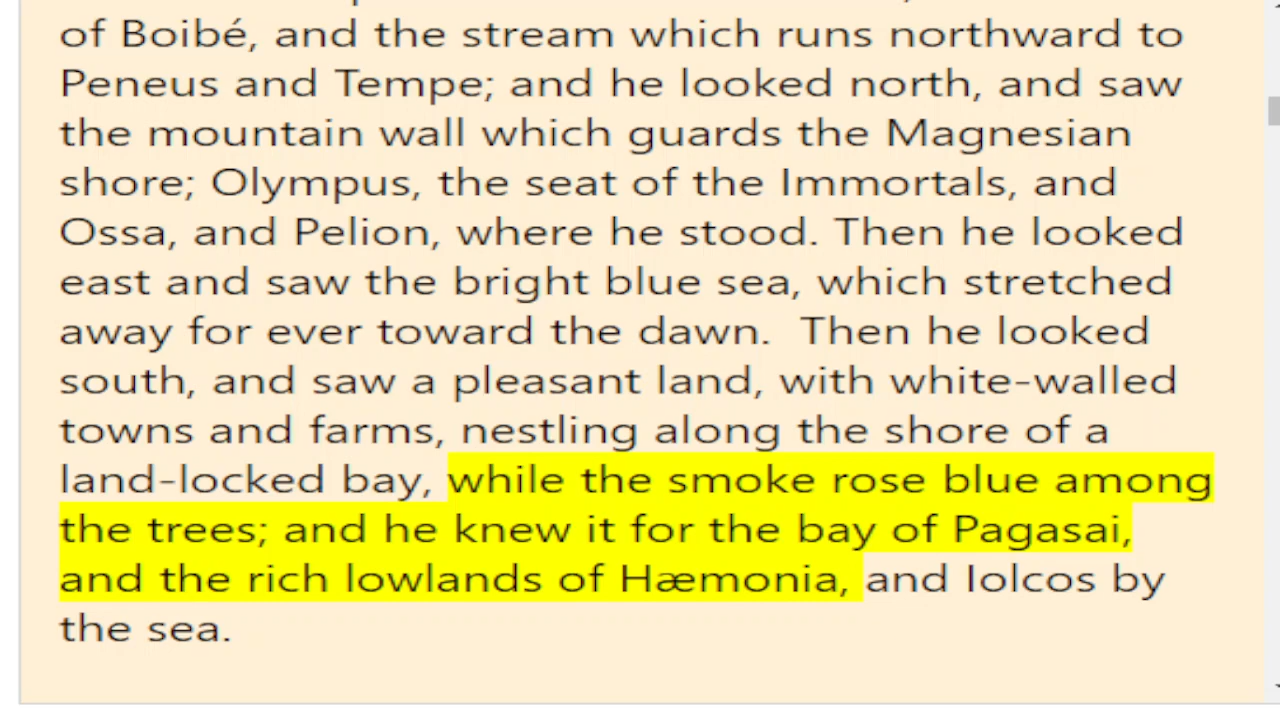 of Boibé, and the stream which runs northward to
Peneus and Tempe; and he looked north, and saw
the mountain wall which guards the Magnesian
shore; Olympus, the seat of the Immortals, and
Ossa, and Pelion, where he stood. Then he looked
east and saw the bright blue sea, which stretched
away for ever toward the dawn.  Then he looked
south, and saw a pleasant land, with white-walled
towns and farms, nestling along the shore of a
land-locked bay, while the smoke rose blue among
the trees; and he knew it for the bay of Pagasai,
and the rich lowlands of Hæmonia, and Iolcos by
the sea.